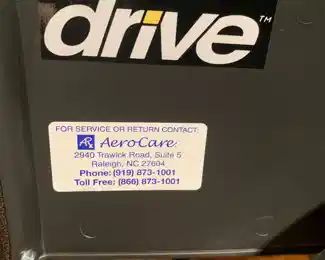 drive™
FOR SERVICE OR RETURN CONTACT:
AeroCare
2940 Trawick Road, Suite 5
Raleigh, NC 27604
Phone: (919) 873-1001
Toll Free: (866) 873-1001